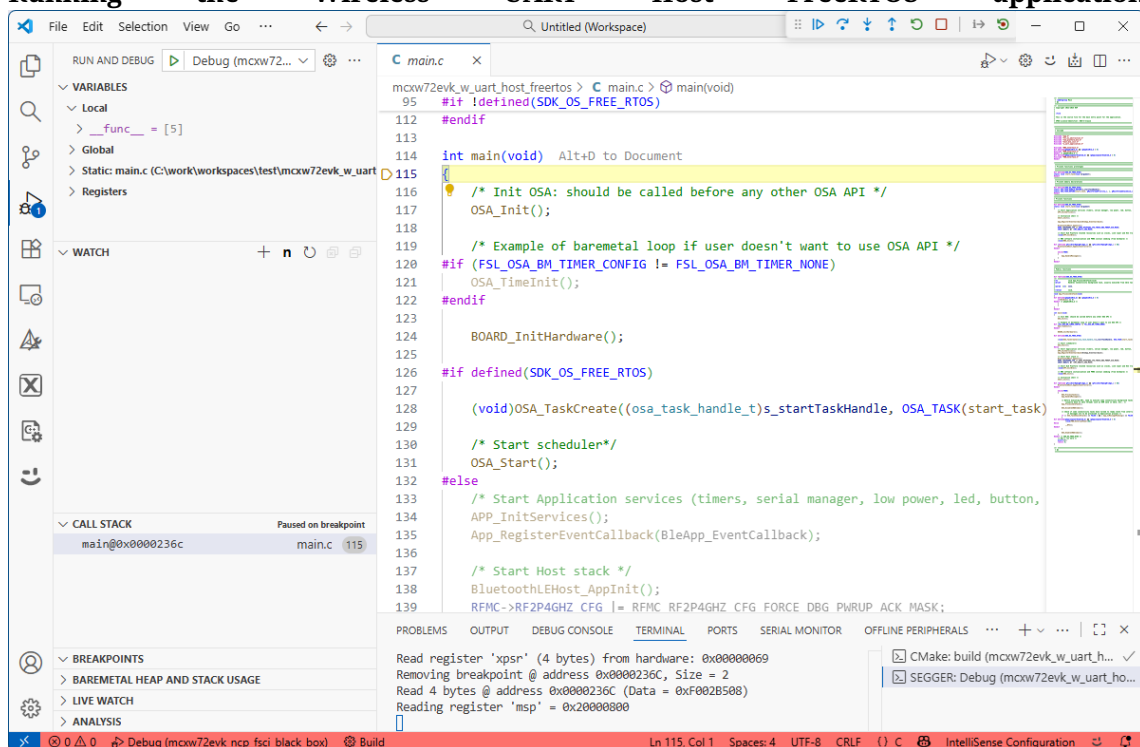 Running the Wireless UART Host FreeRTOS application
File Edit Selection View Go ··· Untitled (Workspace)
RUN AND DEBUG Debug (mcxw72... ···
VARIABLES
Local
__func__ = [5]
Global
Static: main.c (C:\work\workspaces\test\mcxw72evk_w_uart
Registers
WATCH
n
CALL STACK Paused on breakpoint
main@0x0000236c main.c 115
BREAKPOINTS
BAREMETAL HEAP AND STACK USAGE
LIVE WATCH
ANALYSIS
1
C main.c ×
mcxw72evk_w_uart_host_freertos > C main.c > main(void)
95 #if !defined(SDK_OS_FREE_RTOS)
112 #endif
113
114 int main(void) Alt+D to Document
115 {
116 /* Init OSA: should be called before any other OSA API */
117 OSA_Init();
118
119 /* Example of baremetal loop if user doesn't want to use OSA API */
120 #if (FSL_OSA_BM_TIMER_CONFIG != FSL_OSA_BM_TIMER_NONE)
121 OSA_TimeInit();
122 #endif
123
124 BOARD_InitHardware();
125
126 #if defined(SDK_OS_FREE_RTOS)
127
128 (void)OSA_TaskCreate((osa_task_handle_t)s_startTaskHandle, OSA_TASK(start_task)
129
130 /* Start scheduler*/
131 OSA_Start();
132 #else
133 /* Start Application services (timers, serial manager, low power, led, button,
134 APP_InitServices();
135 App_RegisterEventCallback(BleApp_EventCallback);
136
137 /* Start Host stack */
138 BluetoothLEHost_AppInit();
139 RFMC->RF2P4GHZ_CFG |= RFMC_RF2P4GHZ_CFG_FORCE_DBG_PWRUP_ACK_MASK;
PROBLEMS OUTPUT DEBUG CONSOLE TERMINAL PORTS SERIAL MONITOR OFFLINE PERIPHERALS ···
Read register 'xpsr' (4 bytes) from hardware: 0x00000069
Removing breakpoint @ address 0x0000236C, Size = 2
Read 4 bytes @ address 0x0000236C (Data = 0xF002B508)
Reading register 'msp' = 0x20000800
CMake: build (mcxw72evk_w_uart_h...
SEGGER: Debug (mcxw72evk_w_uart_ho...
0 0 Debug (mcxw72evk_ncp_fsci_black_box) Build Ln 115, Col 1 Spaces: 4 UTF-8 CRLF {} C IntelliSense Configuration